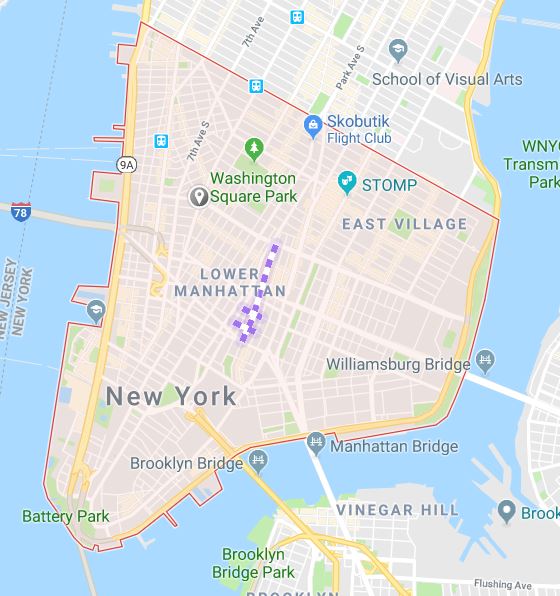 7th Ave
Park Ave S
School of Visual Arts
Skobutik
Flight Club
7th Ave S
9A
Washington
Square Park
STOMP
WNYC
Transm
Park
EAST VILLAGE
78
NEW JERSEY
NEW YORK
LOWER
MANHATTAN
Williamsburg Bridge
New York
Manhattan Bridge
Brooklyn Bridge
Battery Park
VINEGAR HILL
Brook
Brooklyn
Bridge Park
Flushing Ave
BROOKLYN